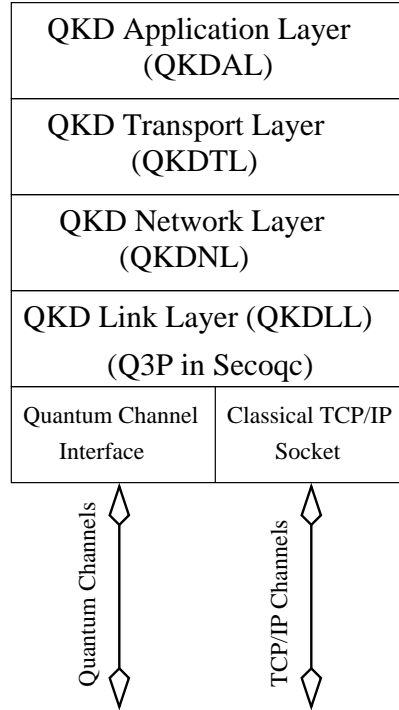 QKD Application Layer
(QKDAL)
QKD Transport Layer
(QKDTL)
QKD Network Layer
(QKDNL)
QKD Link Layer (QKDLL)
(Q3P in Secoqc)
Quantum Channel
Interface
Classical TCP/IP
Socket
Quantum Channels
TCP/IP Channels